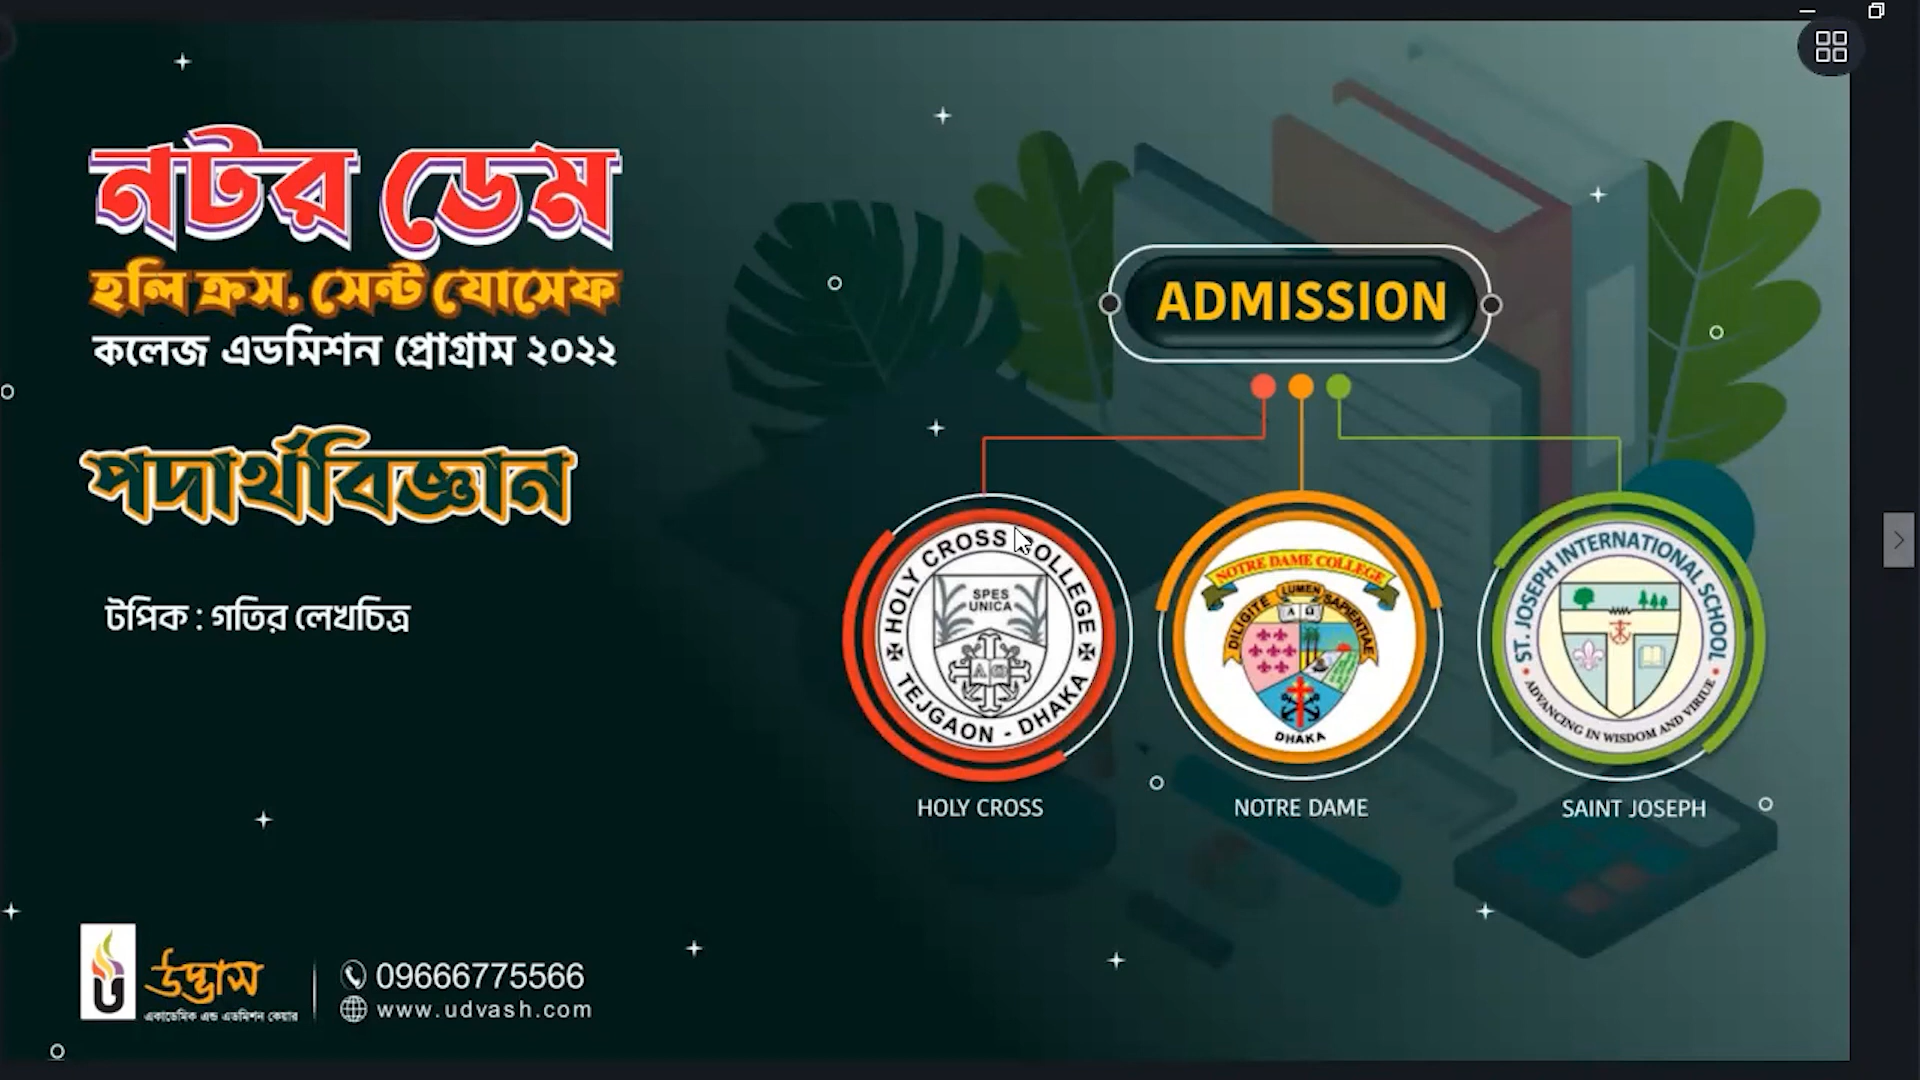 নটর ডেম
হলি ক্রস, সেন্ট যোসেফ
কলেজ এডমিশন প্রোগ্রাম ২০২২
পদার্থবিজ্ঞান
টপিক : গতির লেখচিত্র
ADMISSION
HOLY CROSS COLLEGE
SPES
UNICA
TEJGAON - DHAKA
HOLY CROSS
NOTRE DAME COLLEGE
DILIGITE LUMEN SAPIENTIAE
Α Ω
DHAKA
NOTRE DAME
ST. JOSEPH INTERNATIONAL SCHOOL
ADVANCING IN WISDOM AND VIRIUE
SAINT JOSEPH
উদ্ভাস
একাডেমিক এন্ড এডমিশন কেয়ার
09666775566
www.udvash.com